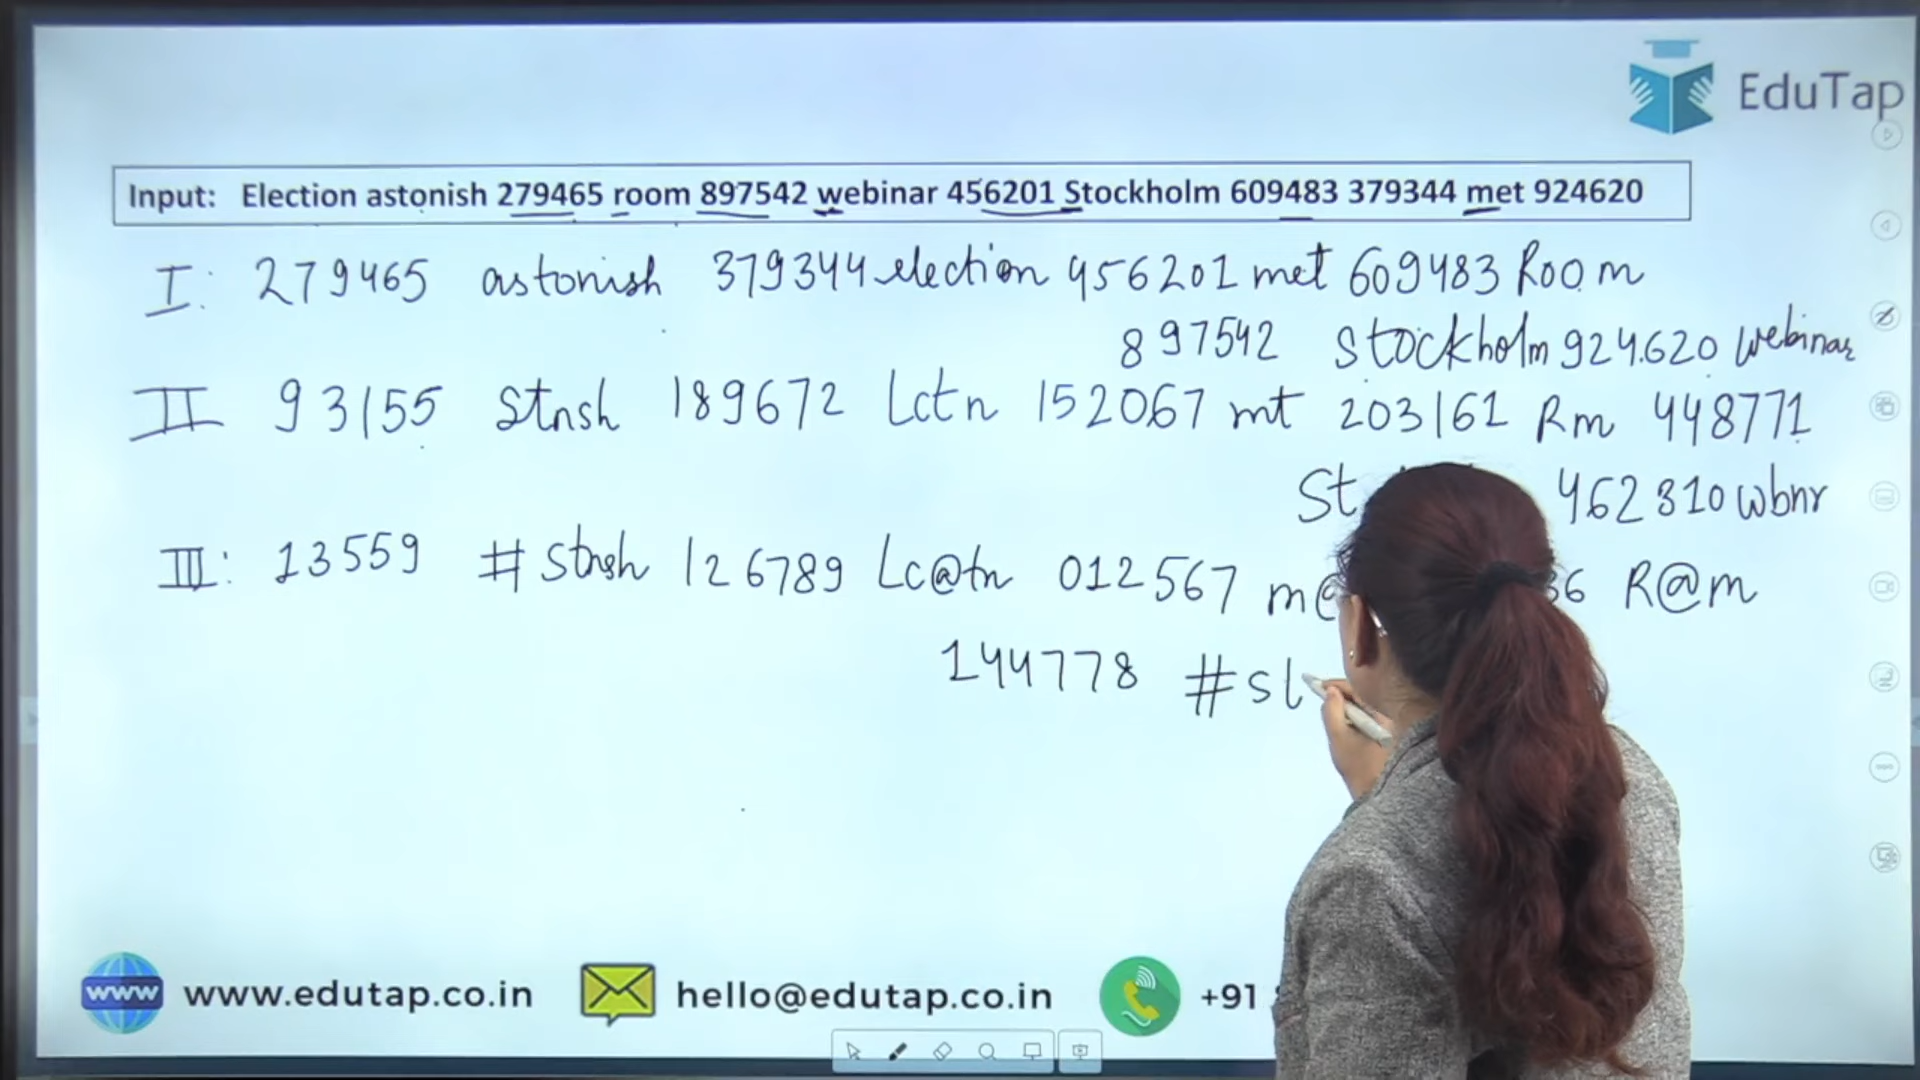 EduTap
Input: Election astonish 279465 room 897542 webinar 456201 Stockholm 609483 379344 met 924620
I: 279465 astonish 379344 election 456201 met 609483 Room
897542 Stockholm 924620 webinar
II 93155 Stnsh 189672 Lctn 152067 mt 203161 Rm 448771
462310 wbnr
III: 13559 #Stnsh 126789 Lc@tn 012567 R@m
144778
www.edutap.co.in hello@edutap.co.in +91